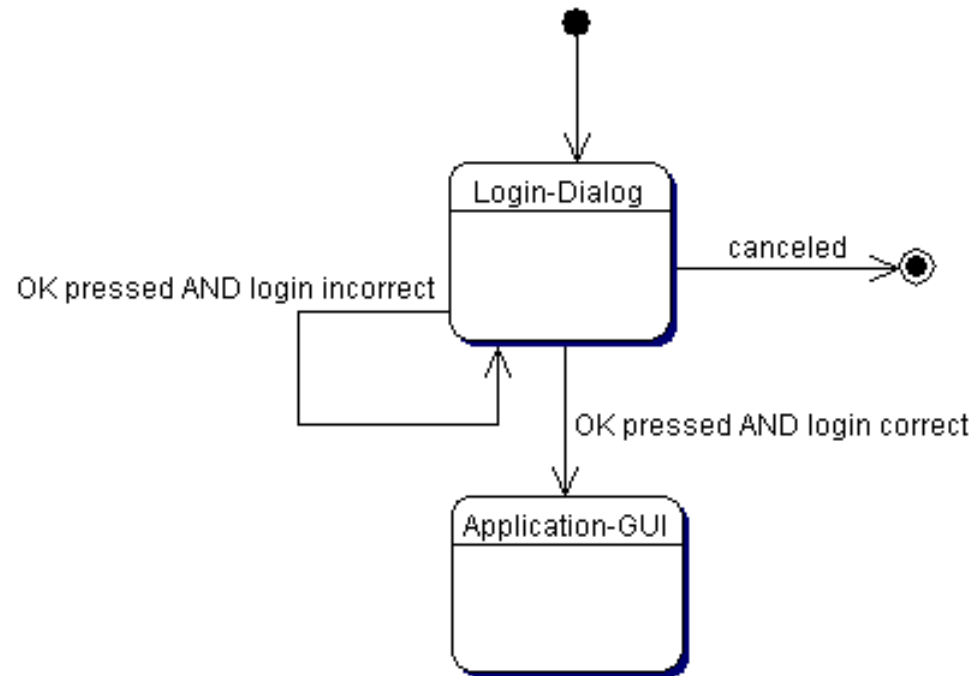 Login-Dialog
canceled
OK pressed AND login incorrect
OK pressed AND login correct
Application-GUI